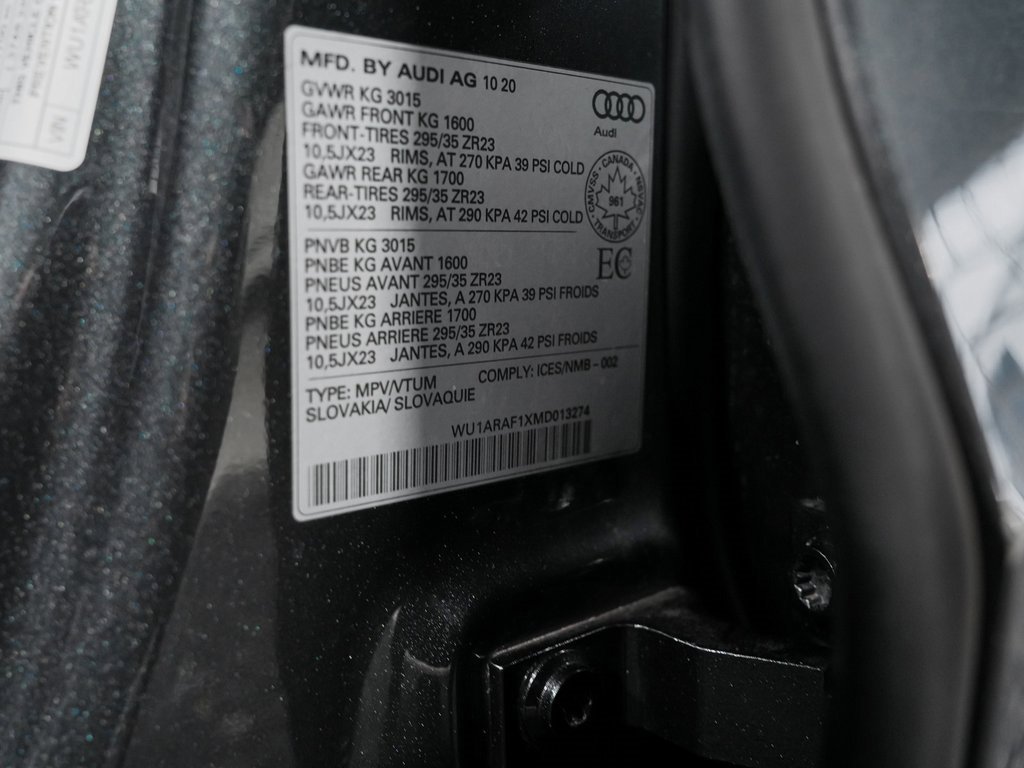 MFD. BY AUDI AG 10 20
GVWR KG 3015
GAWR FRONT KG 1600
FRONT-TIRES 295/35 ZR23
10,5JX23 RIMS, AT 270 KPA 39 PSI COLD
GAWR REAR KG 1700
REAR-TIRES 295/35 ZR23
10,5JX23 RIMS, AT 290 KPA 42 PSI COLD
Audi
CANADA · NSVAC · TRANSPORT · CMVSS
961
EC
PNVB KG 3015
PNBE KG AVANT 1600
PNEUS AVANT 295/35 ZR23
10,5JX23 JANTES, A 270 KPA 39 PSI FROIDS
PNBE KG ARRIERE 1700
PNEUS ARRIERE 295/35 ZR23
10,5JX23 JANTES, A 290 KPA 42 PSI FROIDS
TYPE: MPV/VTUM COMPLY: ICES/NMB-002
SLOVAKIA/ SLOVAQUIE
WU1ARAF1XMD013274
N/A